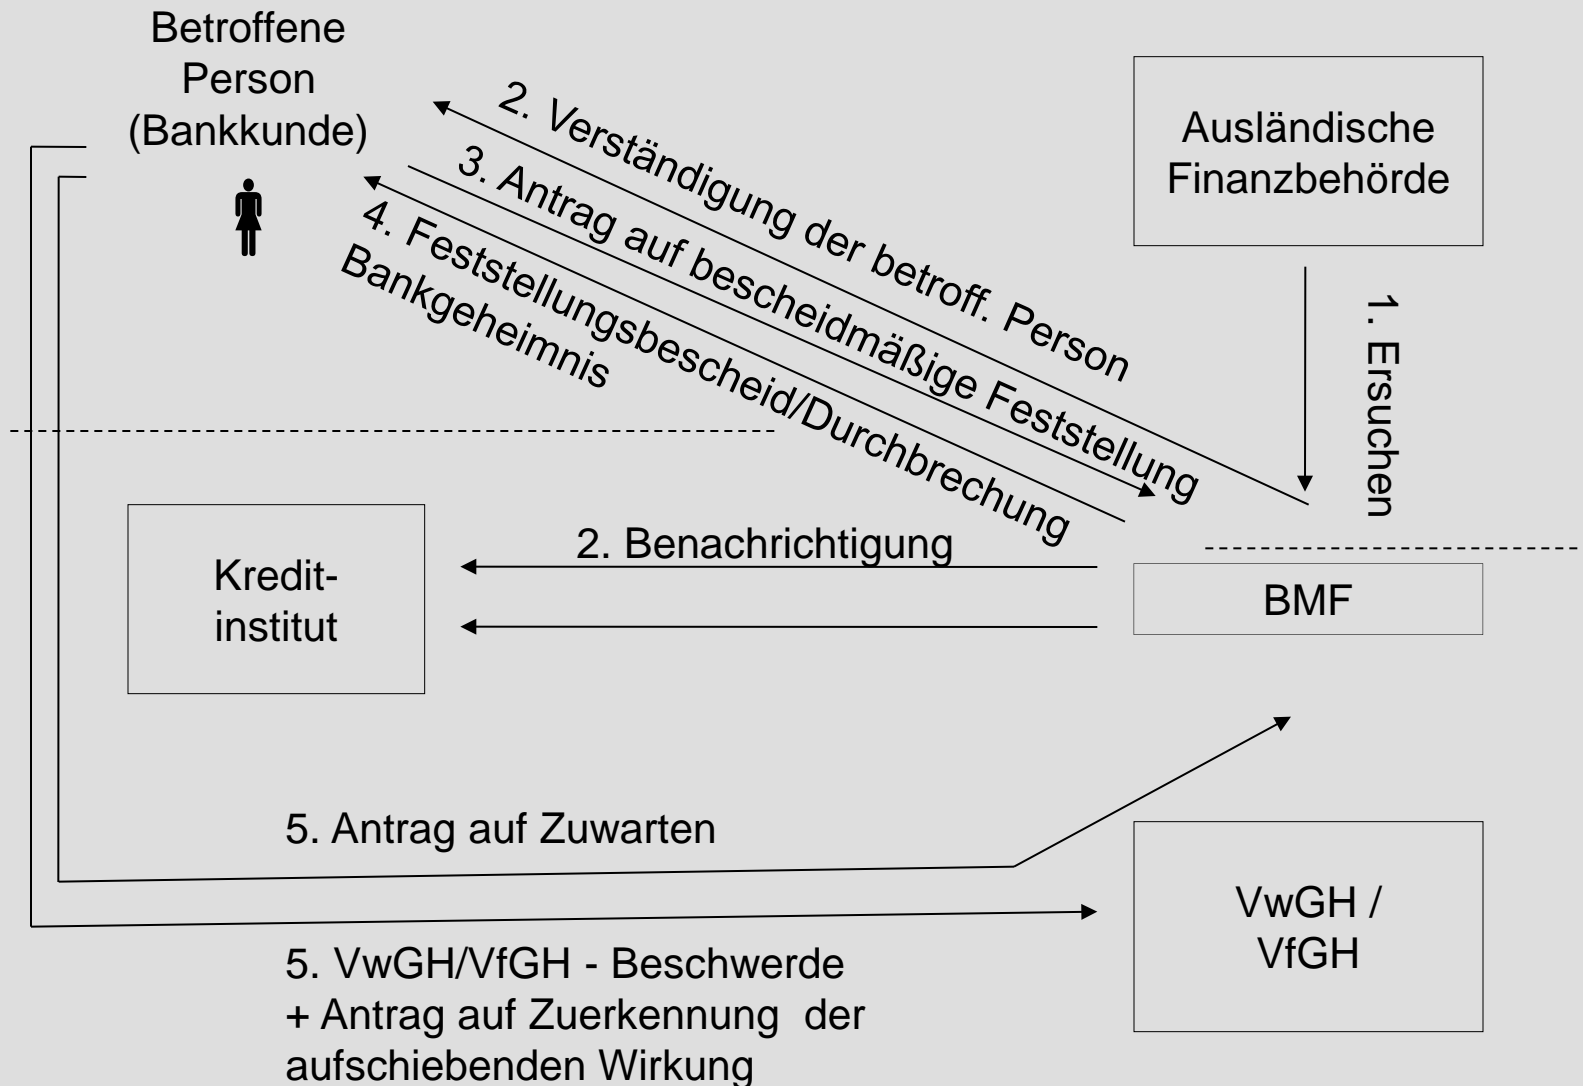 Betroffene
Person
(Bankkunde)
Ausländische
Finanzbehörde
2. Verständigung der betroff. Person
3. Antrag auf bescheidmäßige Feststellung
4. Feststellungsbescheid/Durchbrechung
Bankgeheimnis
1. Ersuchen
Kredit-
institut
2. Benachrichtigung
BMF
5. Antrag auf Zuwarten
VwGH /
VfGH
5. VwGH/VfGH - Beschwerde
+ Antrag auf Zuerkennung der
aufschiebenden Wirkung